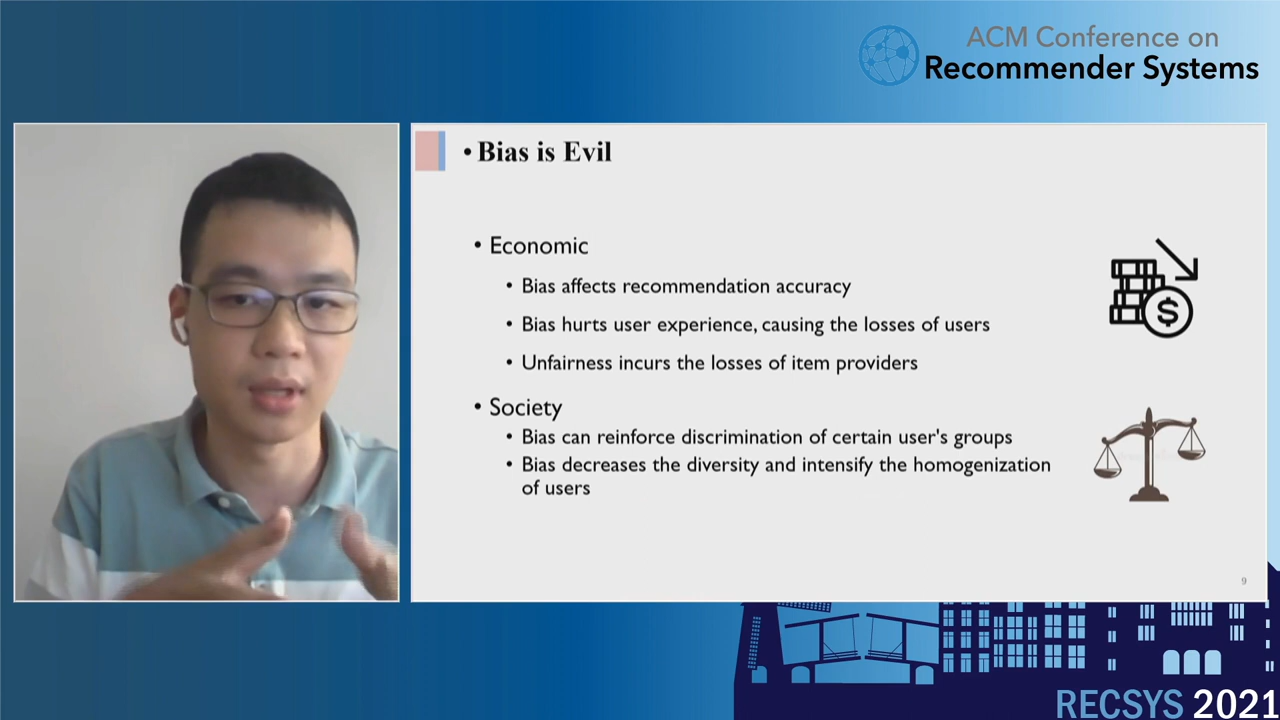 ACM Conference on
Recommender Systems
• Bias is Evil
• Economic
• Bias affects recommendation accuracy
• Bias hurts user experience, causing the losses of users
• Unfairness incurs the losses of item providers
• Society
• Bias can reinforce discrimination of certain user's groups
• Bias decreases the diversity and intensify the homogenization
of users
$
9
RECSYS 2021